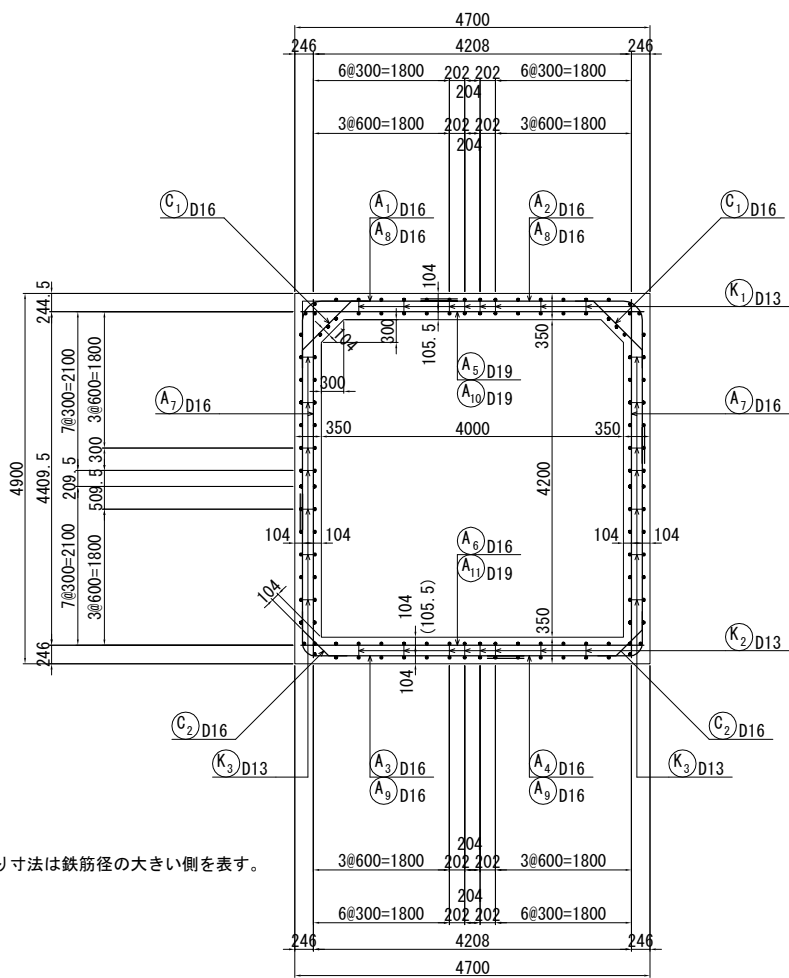 4700
246 4208 246
6@300=1800 202 202 6@300=1800
204
3@600=1800 202 202 3@600=1800
204
C1 D16
A1 D16
A8 D16
A2 D16
A8 D16
C1 D16
K1 D13
104
244.5
300
104
105.5
350
A5 D19
A10 D19
300
A7 D16
A7 D16
350 4000 350
4900
4409.5
7@300=2100
209.5
7@300=2100
246
3@600=1800
300
509.5
3@600=1800
4200
104 104
104 104
A6 D16
A11 D19
104
104
(105.5)
350
104
K2 D13
C2 D16
C2 D16
K3 D13
K3 D13
A3 D16
A9 D16
A4 D16
A9 D16
り寸法は鉄筋径の大きい側を表す。
204
3@600=1800 202 202 3@600=1800
204
6@300=1800 202 202 6@300=1800
246 4208 246
4700